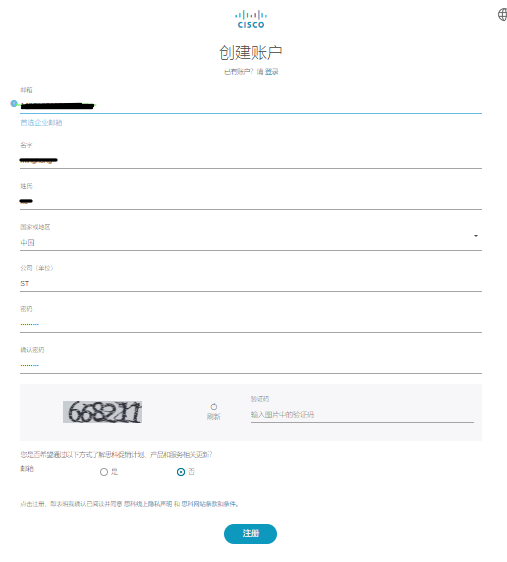 CISCO
创建账户
已有账户? 请 登录
邮箱
首选企业邮箱
名字
姓氏
国家或地区
中国
公司（单位）
ST
密码
确认密码
668211
刷新
验证码
输入图片中的验证码
您是否希望通过以下方式了解思科促销计划、产品和服务相关更新?
邮箱
是
否
点击注册，即表明我确认已阅读并同意 思科线上隐私声明 和 思科网站条款和条件。
注册